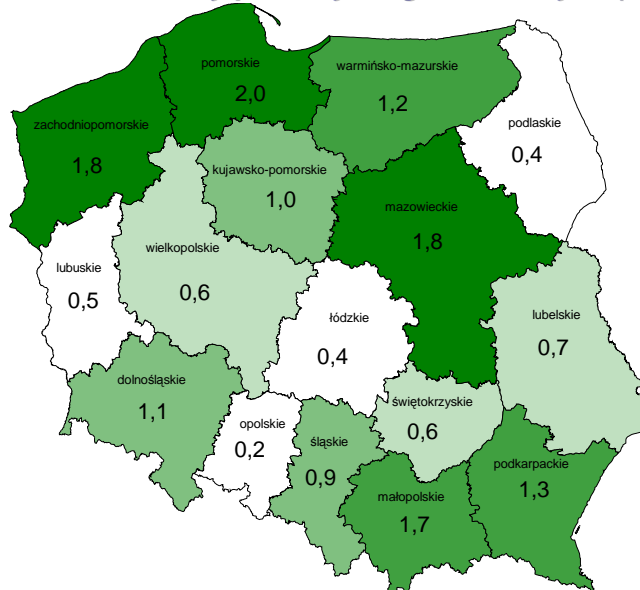 pomorskie
2,0
warmińsko-mazurskie
1,2
zachodniopomorskie
1,8
podlaskie
0,4
kujawsko-pomorskie
1,0
mazowieckie
1,8
wielkopolskie
0,6
lubuskie
0,5
łódzkie
0,4
lubelskie
0,7
dolnośląskie
1,1
świętokrzyskie
0,6
opolskie
0,2
śląskie
0,9
podkarpackie
1,3
małopolskie
1,7